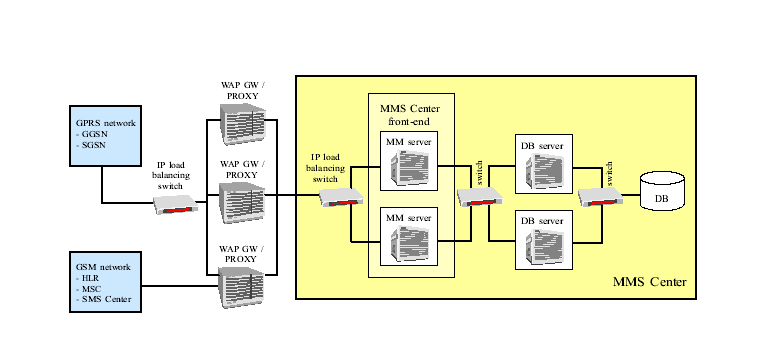 WAP GW /
PROXY
GPRS network
- GGSN
- SGSN
IP load
balancing
switch
WAP GW /
PROXY
WAP GW /
PROXY
GSM network
- HLR
- MSC
- SMS Center
MMS Center
front-end
IP load
balancing
switch
MM server
MM server
switch
DB server
DB server
switch
DB
MMS Center